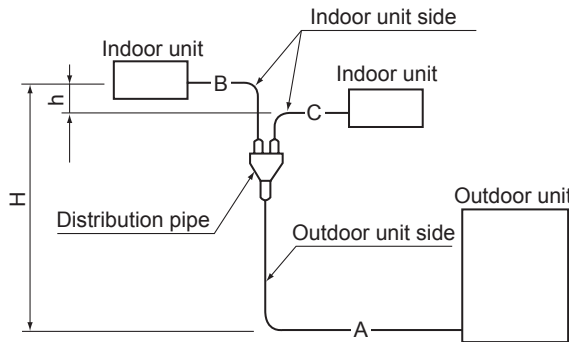 Indoor unit side
Indoor unit
B
Indoor unit
h
C
H
Distribution pipe
Outdoor unit
Outdoor unit side
A